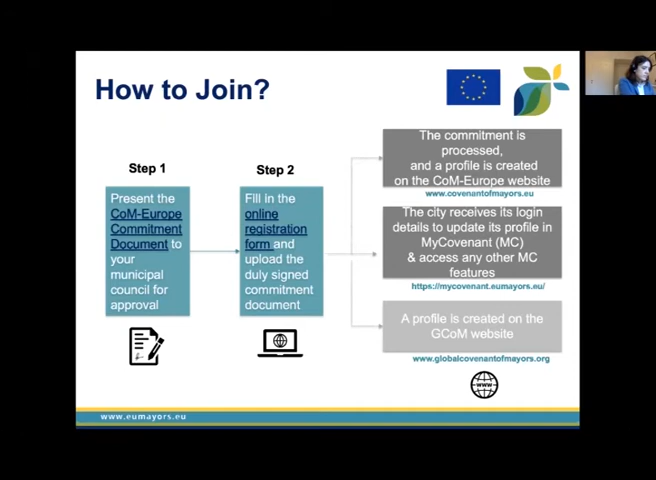 How to Join?
Step 1
Present the
CoM-Europe
Commitment
Document to
your
municipal
council for
approval
Step 2
Fill in the
online
registration
form and
upload the
duly signed
commitment
document
The commitment is
processed,
and a profile is created
on the CoM-Europe website
www.covenantofmayors.eu
The city receives its login
details to update its profile in
MyCovenant (MC)
& access any other MC
features
https://mycovenant.eumayors.eu/
A profile is created on the
GCoM website
www.globalcovenantofmayors.org
www
www.eumayors.eu